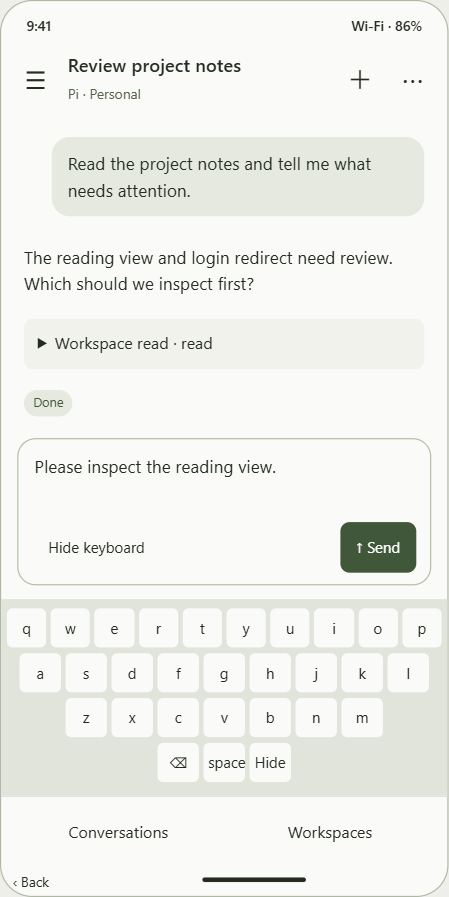 9:41 Wi-Fi · 86%
Review project notes
Pi · Personal
Read the project notes and tell me what
needs attention.
The reading view and login redirect need review.
Which should we inspect first?
▶ Workspace read · read
Done
Please inspect the reading view.
Hide keyboard ↑ Send
q w e r t y u i o p
a s d f g h j k l
z x c v b n m
⌫ space Hide
Conversations Workspaces
‹ Back